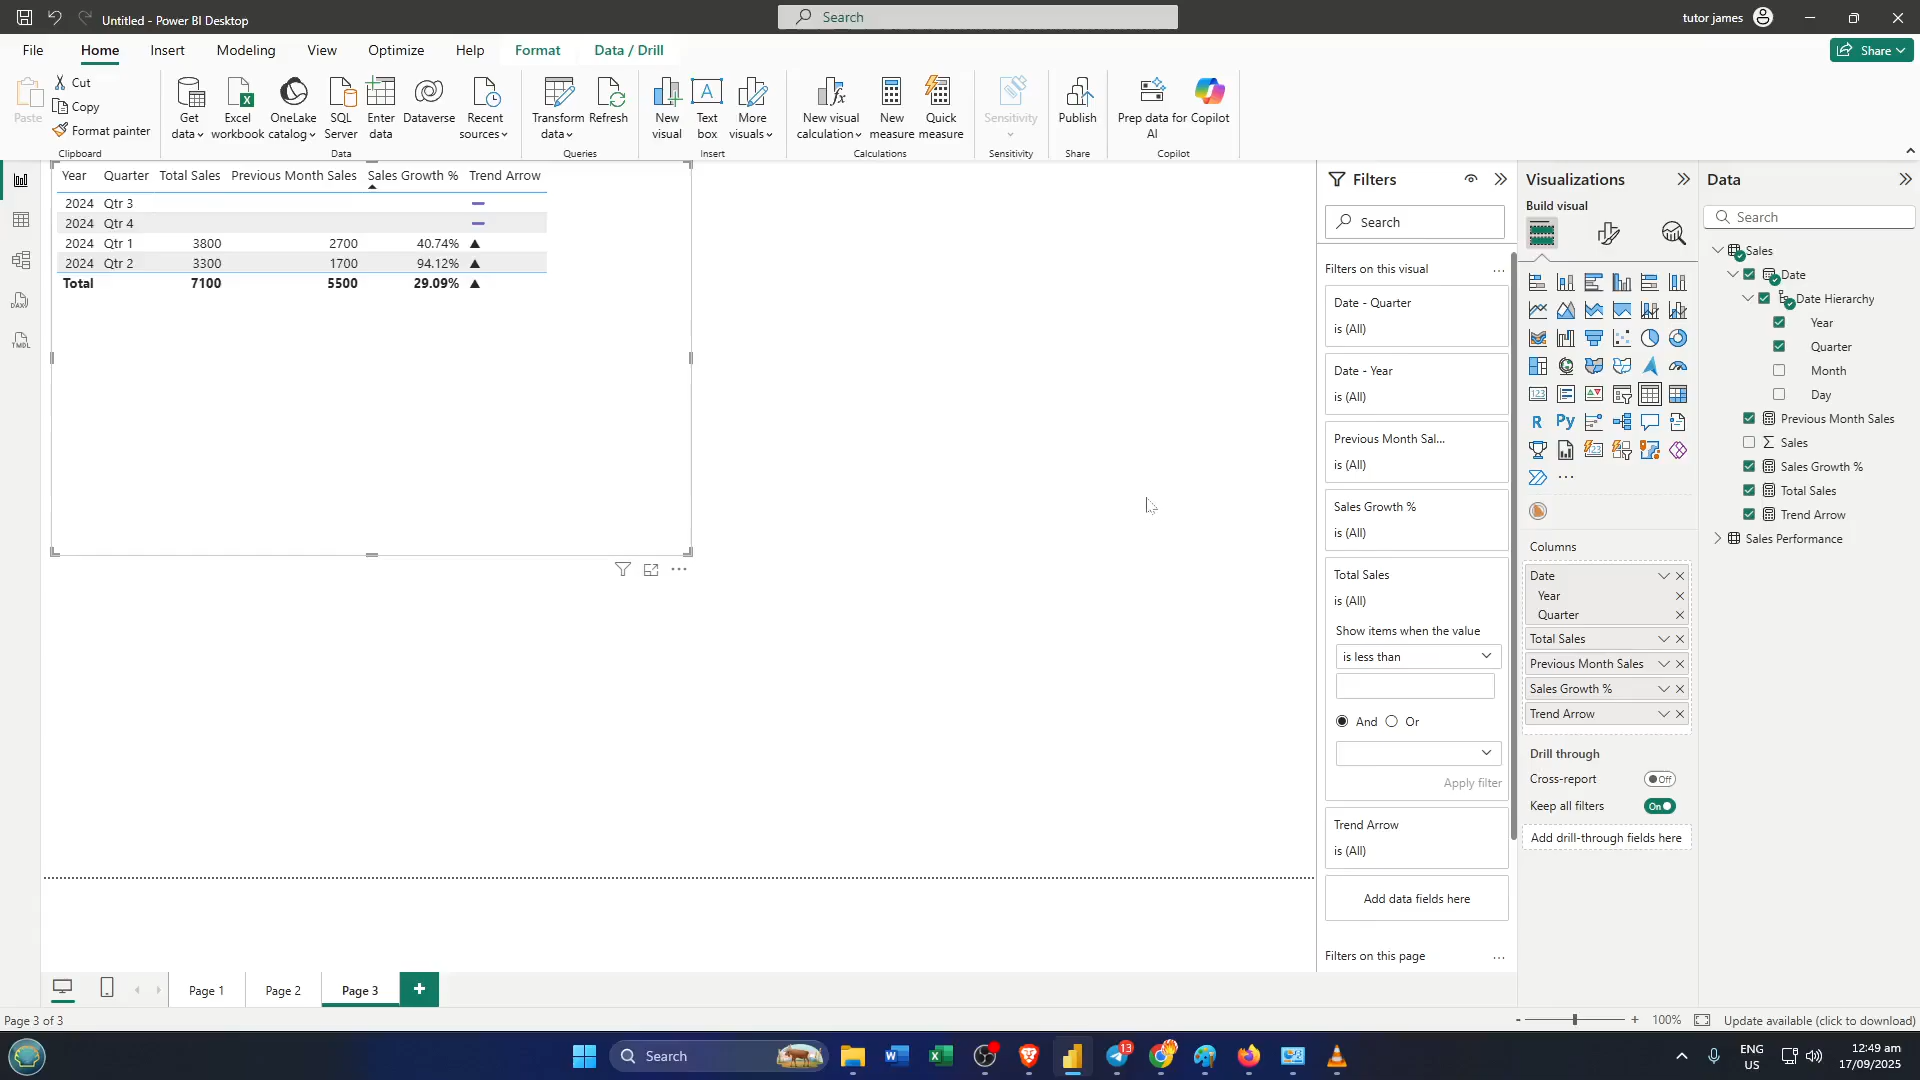 Untitled - Power BI Desktop
Search
tutor james
File
Home
Insert
Modeling
View
Optimize
Help
Format
Data / Drill
Share
Paste
Cut
Copy
Format painter
Get data
Excel workbook
OneLake catalog
SQL Server
Enter data
Dataverse
Recent sources
Transform data
Refresh
New visual
Text box
More visuals
New visual calculation
New measure
Quick measure
Sensitivity
Publish
Prep data for AI
Copilot
Clipboard
Data
Queries
Insert
Calculations
Sensitivity
Share
Copilot
Year Quarter Total Sales Previous Month Sales Sales Growth % Trend Arrow
2024 Qtr 3 ➖
2024 Qtr 4 ➖
2024 Qtr 1 3800 2700 40.74% ▲
2024 Qtr 2 3300 1700 94.12% ▲
Total 7100 5500 29.09% ▲
Filters
Search
Filters on this visual
Date - Quarter
is (All)
Date - Year
is (All)
Previous Month Sal...
is (All)
Sales Growth %
is (All)
Total Sales
is (All)
Show items when the value
is less than
And Or
Apply filter
Trend Arrow
is (All)
Add data fields here
Filters on this page
Visualizations
Build visual
123
R
Py
123
Columns
Date
Year
Quarter
Total Sales
Previous Month Sales
Sales Growth %
Trend Arrow
Drill through
Cross-report
Off
Keep all filters
On
Add drill-through fields here
Data
Search
Sales
Date
Date Hierarchy
Year
Quarter
Month
Day
Previous Month Sales
Sales
Sales Growth %
Total Sales
Trend Arrow
Sales Performance
DAX
TMDL
Page 1
Page 2
Page 3
Page 3 of 3
100%
Update available (click to download)
Search
13
ENG
US
12:49 am
17/09/2025